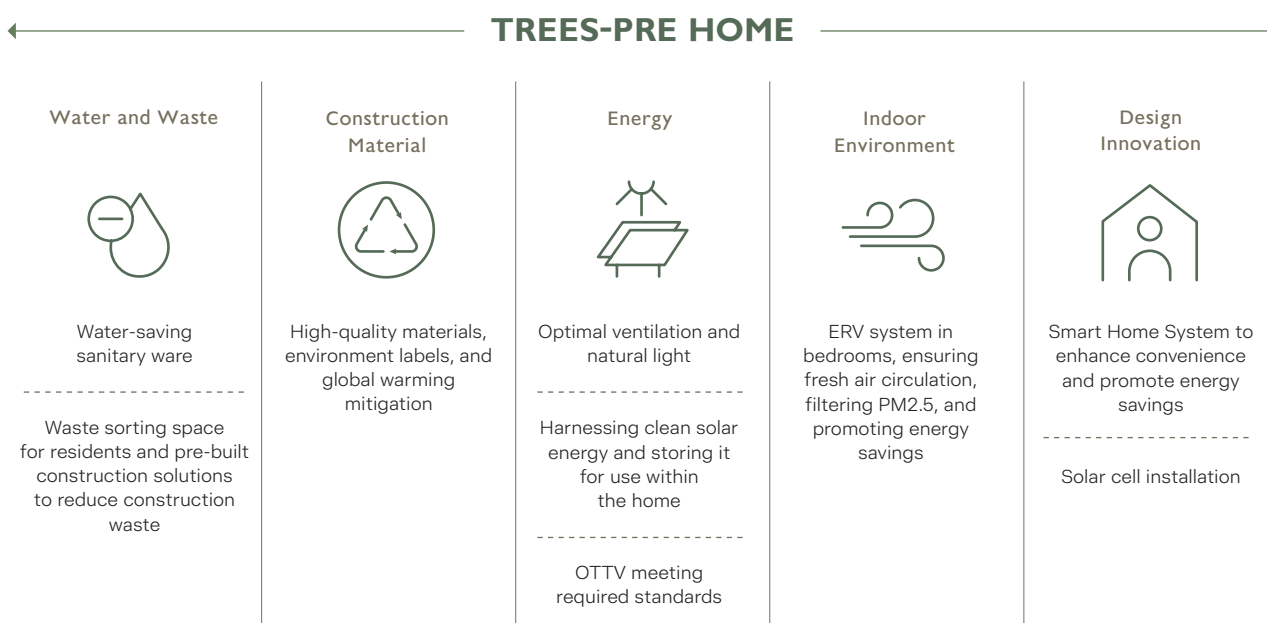 TREES-PRE HOME
Water and Waste
Water-saving
sanitary ware
Waste sorting space
for residents and pre-built
construction solutions
to reduce construction
waste
Construction
Material
High-quality materials,
environment labels, and
global warming
mitigation
Energy
Optimal ventilation and
natural light
Harnessing clean solar
energy and storing it
for use within
the home
OTTV meeting
required standards
Indoor
Environment
ERV system in
bedrooms, ensuring
fresh air circulation,
filtering PM2.5, and
promoting energy
savings
Design
Innovation
Smart Home System to
enhance convenience
and promote energy
savings
Solar cell installation